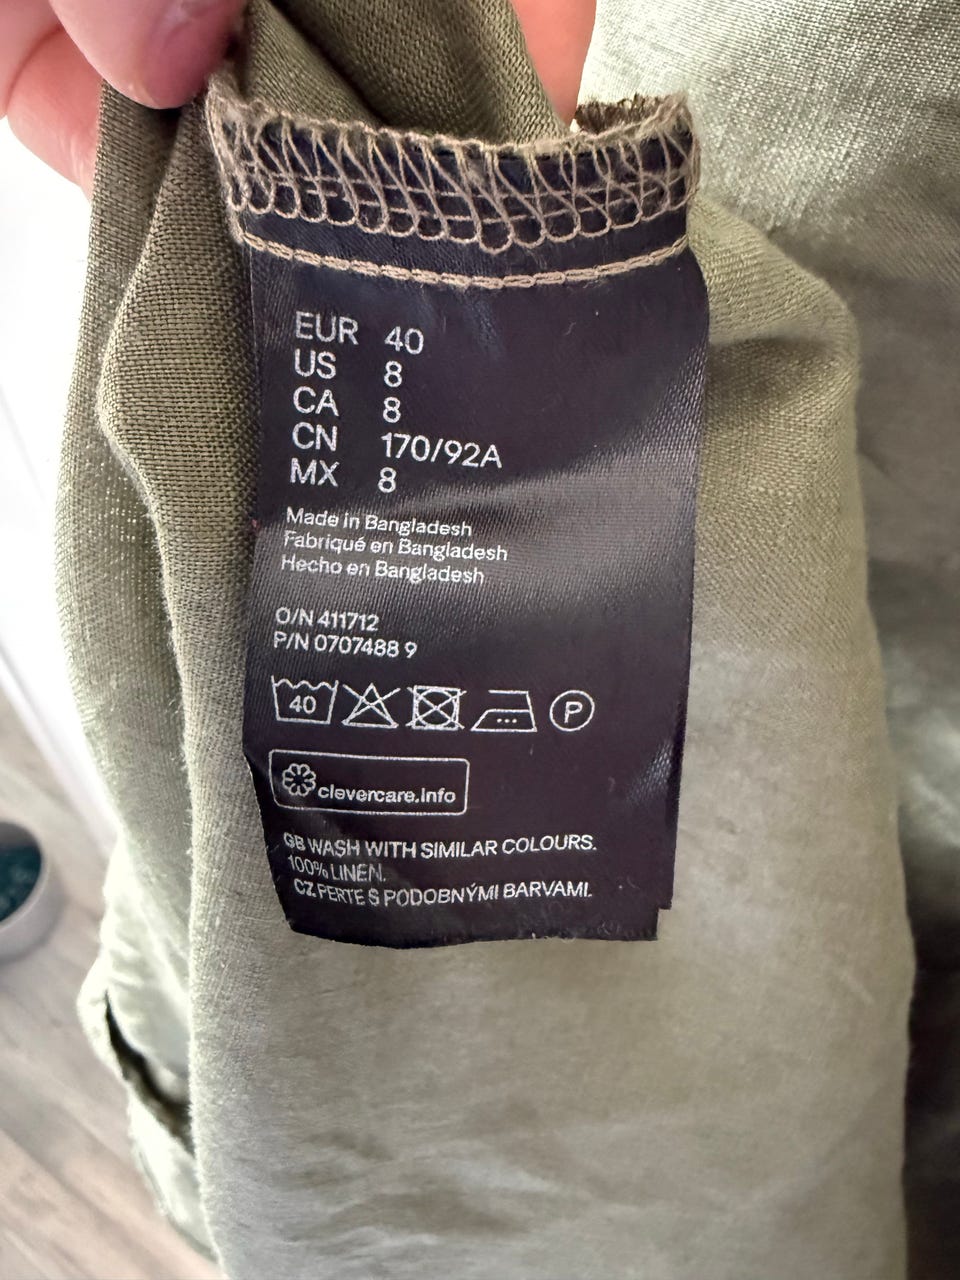 EUR 40
US 8
CA 8
CN 170/92A
MX 8
Made in Bangladesh
Fabriqué en Bangladesh
Hecho en Bangladesh
O/N 411712
P/N 0707488 9
40 P
clevercare.info
GB WASH WITH SIMILAR COLOURS.
100% LINEN.
CZ PERTE S PODOBNÝMI BARVAMI.